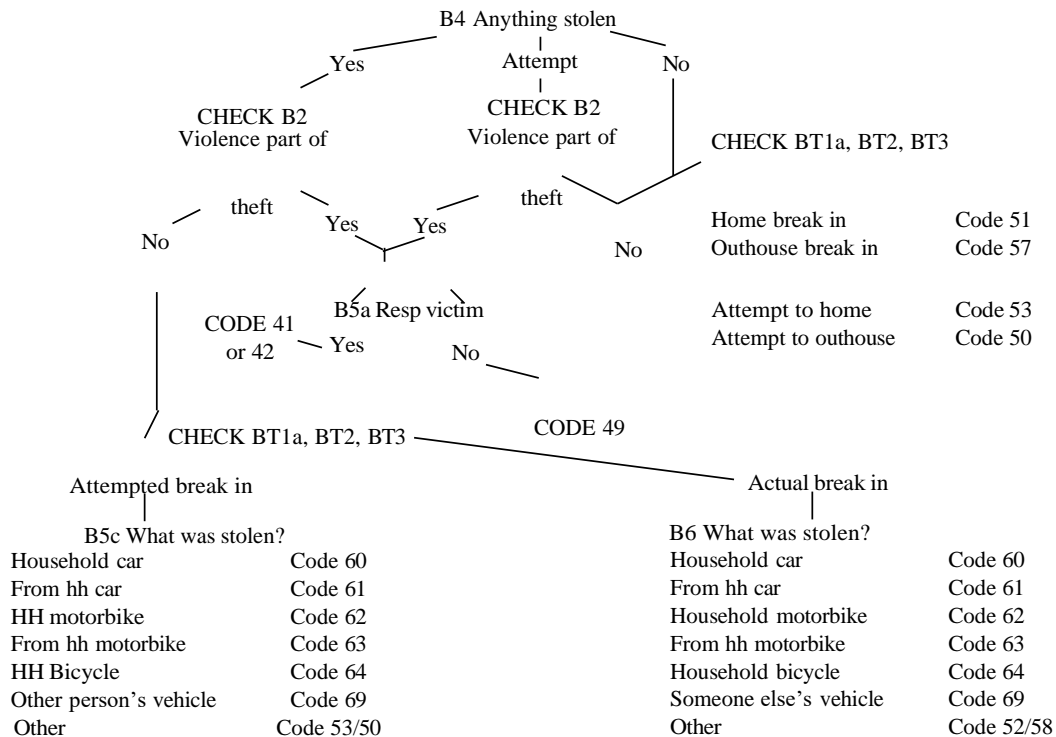 B4 Anything stolen
Yes
Attempt
No
CHECK B2
Violence part of
theft
CHECK B2
Violence part of
theft
CHECK BT1a, BT2, BT3
No
Yes
Yes
No
Home break in Code 51
Outhouse break in Code 57
Attempt to home Code 53
Attempt to outhouse Code 50
B5a Resp victim
CODE 41
or 42
Yes
No
CODE 49
CHECK BT1a, BT2, BT3
Attempted break in
B5c What was stolen?
Household car Code 60
From hh car Code 61
HH motorbike Code 62
From hh motorbike Code 63
HH Bicycle Code 64
Other person’s vehicle Code 69
Other Code 53/50
Actual break in
B6 What was stolen?
Household car Code 60
From hh car Code 61
Household motorbike Code 62
From hh motorbike Code 63
Household bicycle Code 64
Someone else’s vehicle Code 69
Other Code 52/58